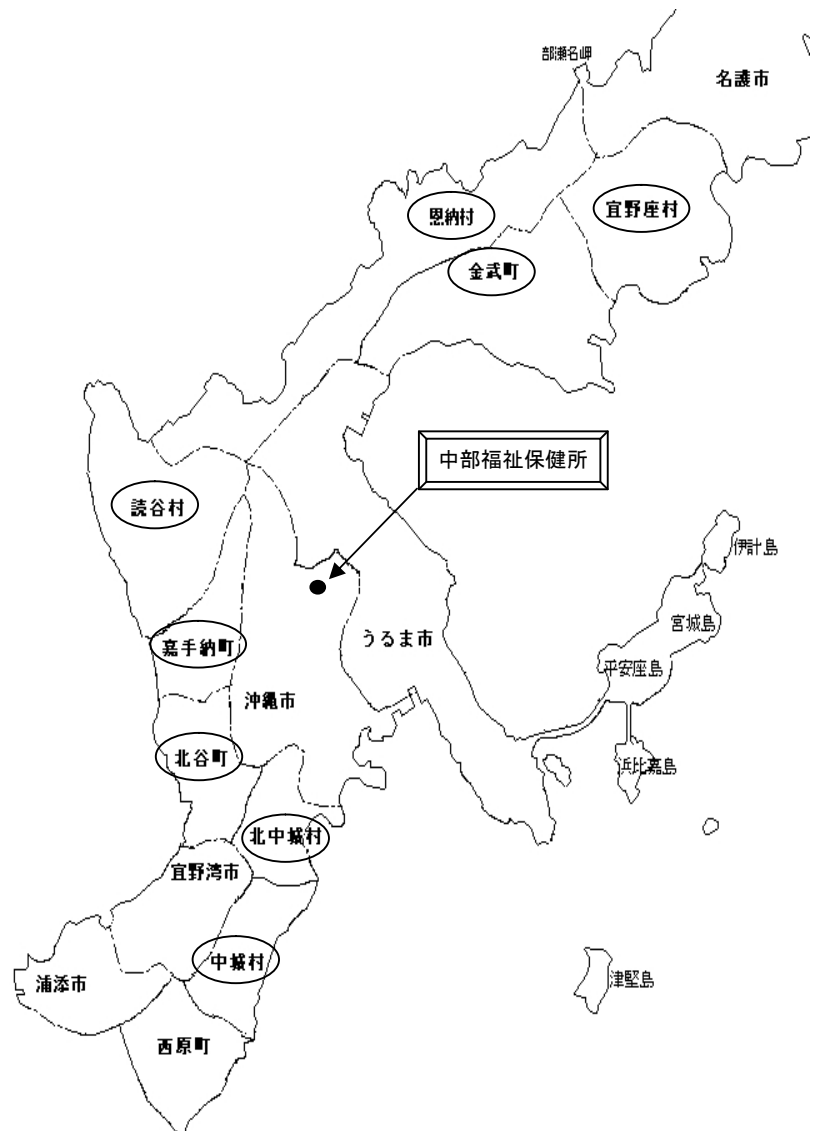 部瀬名岬
名護市
恩納村
宜野座村
金武町
中部福祉保健所
読谷村
伊計島
宮城島
嘉手納町
うるま市
平安座島
沖縄市
北谷町
浜比嘉島
北中城村
宜野湾市
中城村
浦添市
津堅島
西原町